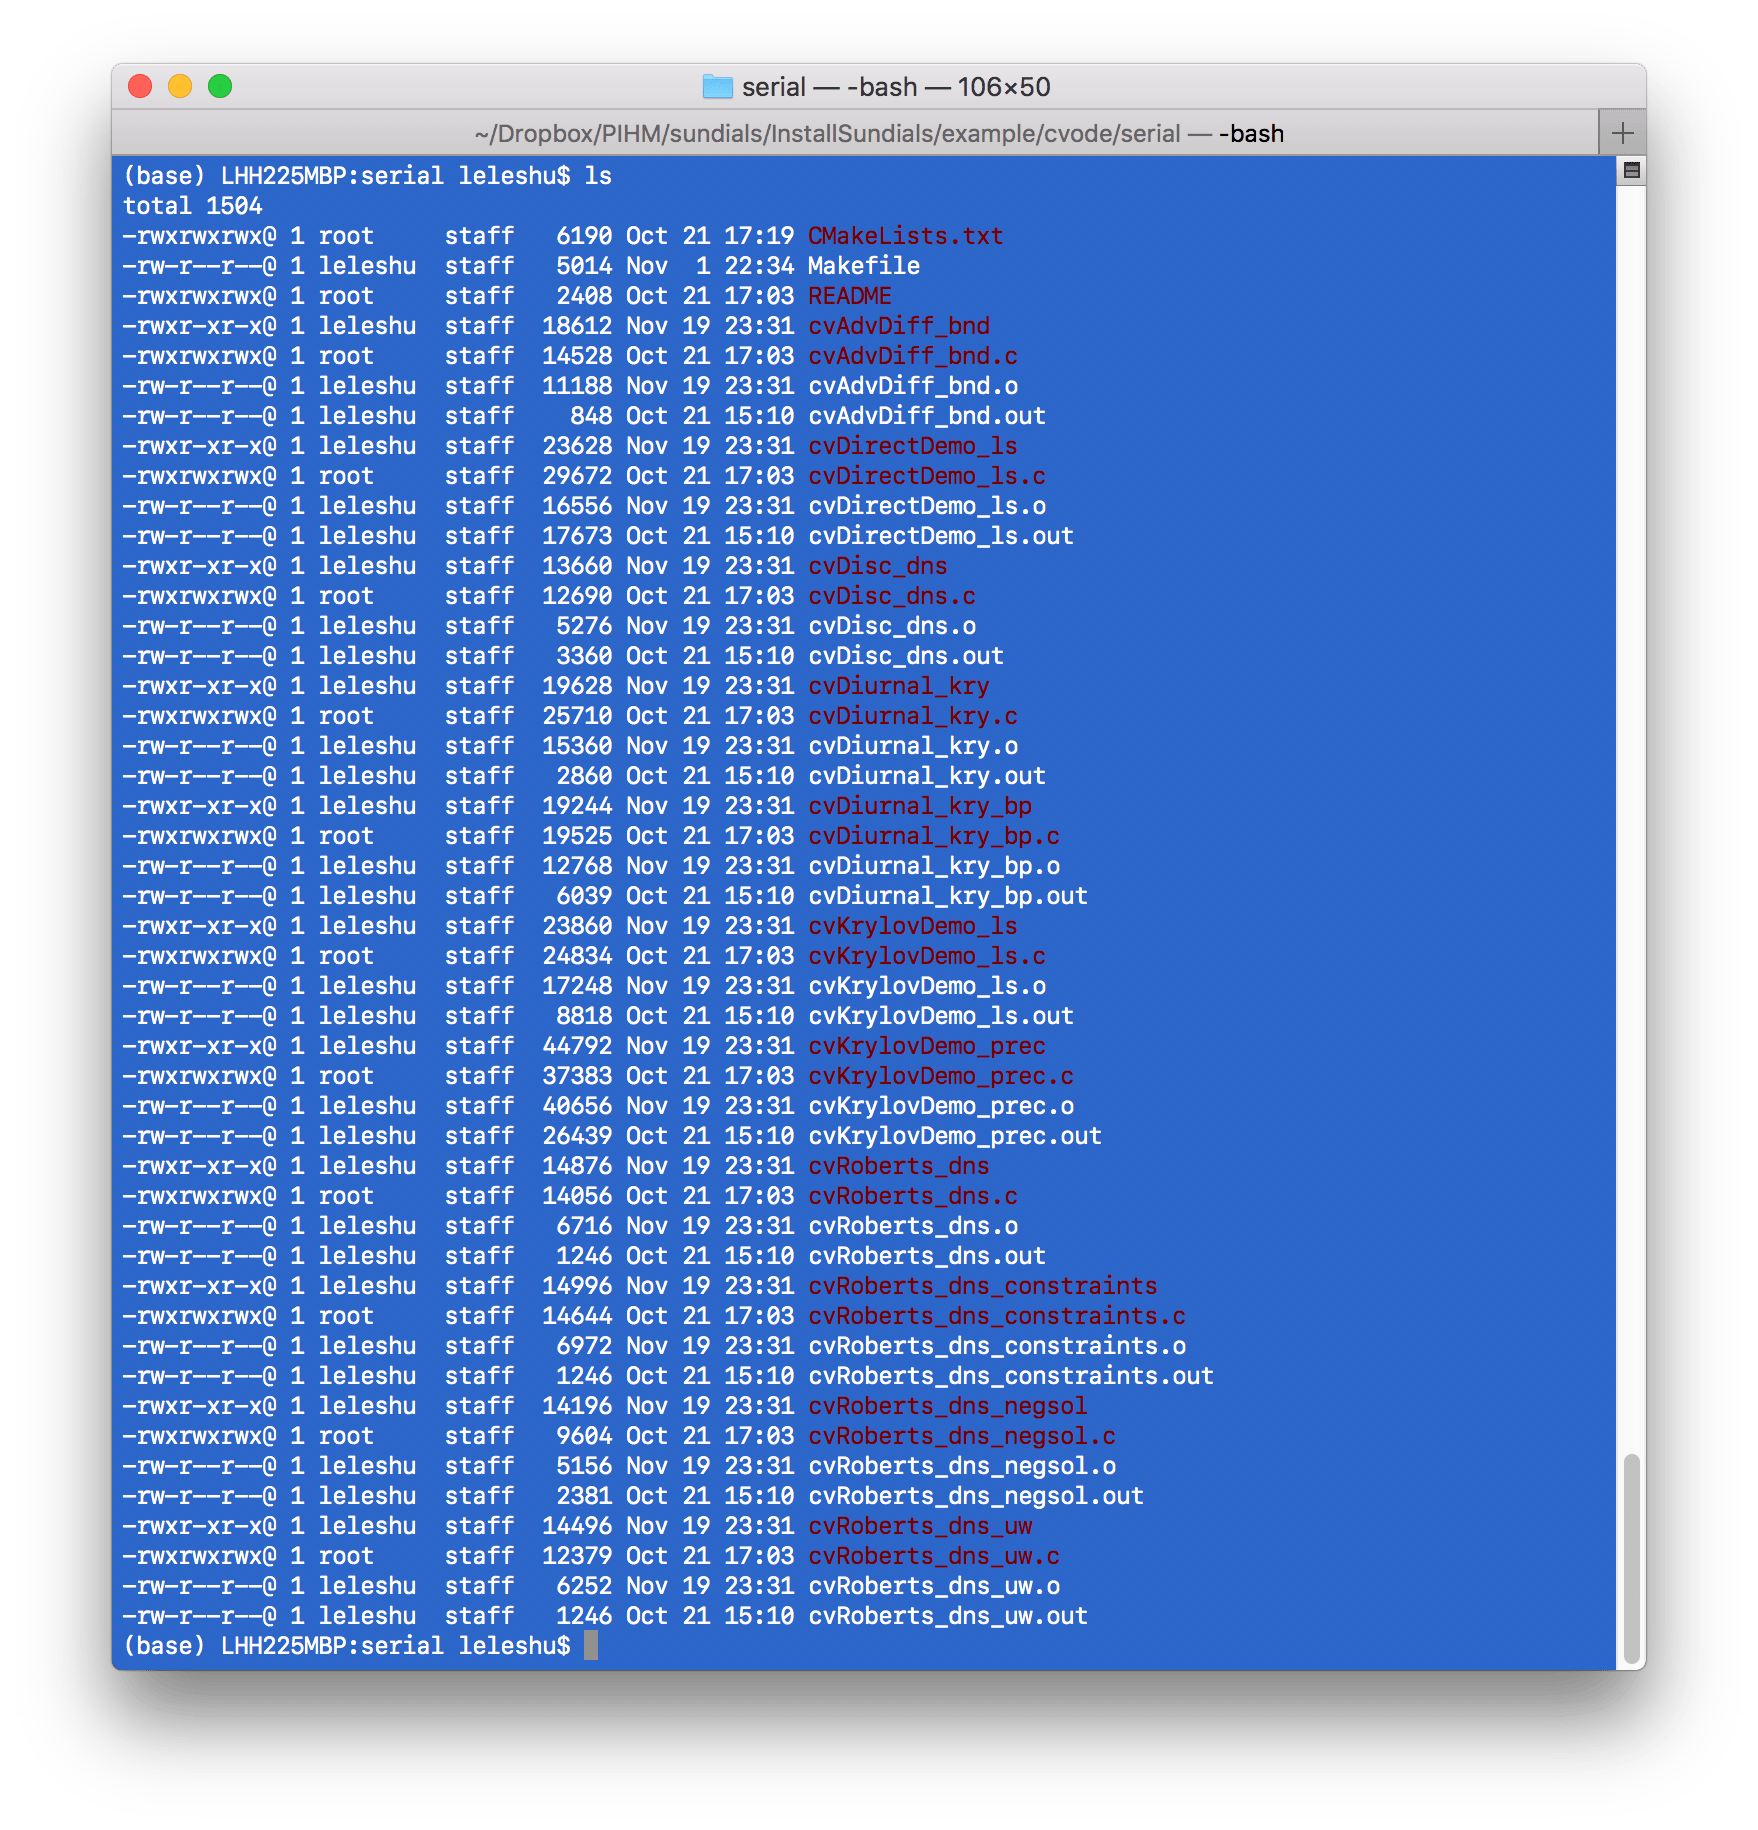 serial — -bash — 106×50
~/Dropbox/PIHM/sundials/InstallSundials/example/cvode/serial — -bash
(base) LHH225MBP:serial leleshu$ ls
total 1504
-rwxrwxrwx@ 1 root     staff   6190 Oct 21 17:19 CMakeLists.txt
-rw-r--r--@ 1 leleshu  staff   5014 Nov  1 22:34 Makefile
-rwxrwxrwx@ 1 root     staff   2408 Oct 21 17:03 README
-rwxr-xr-x@ 1 leleshu  staff  18612 Nov 19 23:31 cvAdvDiff_bnd
-rwxrwxrwx@ 1 root     staff  14528 Oct 21 17:03 cvAdvDiff_bnd.c
-rw-r--r--@ 1 leleshu  staff  11188 Nov 19 23:31 cvAdvDiff_bnd.o
-rw-r--r--@ 1 leleshu  staff    848 Oct 21 15:10 cvAdvDiff_bnd.out
-rwxr-xr-x@ 1 leleshu  staff  23628 Nov 19 23:31 cvDirectDemo_ls
-rwxrwxrwx@ 1 root     staff  29672 Oct 21 17:03 cvDirectDemo_ls.c
-rw-r--r--@ 1 leleshu  staff  16556 Nov 19 23:31 cvDirectDemo_ls.o
-rw-r--r--@ 1 leleshu  staff  17673 Oct 21 15:10 cvDirectDemo_ls.out
-rwxr-xr-x@ 1 leleshu  staff  13660 Nov 19 23:31 cvDisc_dns
-rwxrwxrwx@ 1 root     staff  12690 Oct 21 17:03 cvDisc_dns.c
-rw-r--r--@ 1 leleshu  staff   5276 Nov 19 23:31 cvDisc_dns.o
-rw-r--r--@ 1 leleshu  staff   3360 Oct 21 15:10 cvDisc_dns.out
-rwxr-xr-x@ 1 leleshu  staff  19628 Nov 19 23:31 cvDiurnal_kry
-rwxrwxrwx@ 1 root     staff  25710 Oct 21 17:03 cvDiurnal_kry.c
-rw-r--r--@ 1 leleshu  staff  15360 Nov 19 23:31 cvDiurnal_kry.o
-rw-r--r--@ 1 leleshu  staff   2860 Oct 21 15:10 cvDiurnal_kry.out
-rwxr-xr-x@ 1 leleshu  staff  19244 Nov 19 23:31 cvDiurnal_kry_bp
-rwxrwxrwx@ 1 root     staff  19525 Oct 21 17:03 cvDiurnal_kry_bp.c
-rw-r--r--@ 1 leleshu  staff  12768 Nov 19 23:31 cvDiurnal_kry_bp.o
-rw-r--r--@ 1 leleshu  staff   6039 Oct 21 15:10 cvDiurnal_kry_bp.out
-rwxr-xr-x@ 1 leleshu  staff  23860 Nov 19 23:31 cvKrylovDemo_ls
-rwxrwxrwx@ 1 root     staff  24834 Oct 21 17:03 cvKrylovDemo_ls.c
-rw-r--r--@ 1 leleshu  staff  17248 Nov 19 23:31 cvKrylovDemo_ls.o
-rw-r--r--@ 1 leleshu  staff   8818 Oct 21 15:10 cvKrylovDemo_ls.out
-rwxr-xr-x@ 1 leleshu  staff  44792 Nov 19 23:31 cvKrylovDemo_prec
-rwxrwxrwx@ 1 root     staff  37383 Oct 21 17:03 cvKrylovDemo_prec.c
-rw-r--r--@ 1 leleshu  staff  40656 Nov 19 23:31 cvKrylovDemo_prec.o
-rw-r--r--@ 1 leleshu  staff  26439 Oct 21 15:10 cvKrylovDemo_prec.out
-rwxr-xr-x@ 1 leleshu  staff  14876 Nov 19 23:31 cvRoberts_dns
-rwxrwxrwx@ 1 root     staff  14056 Oct 21 17:03 cvRoberts_dns.c
-rw-r--r--@ 1 leleshu  staff   6716 Nov 19 23:31 cvRoberts_dns.o
-rw-r--r--@ 1 leleshu  staff   1246 Oct 21 15:10 cvRoberts_dns.out
-rwxr-xr-x@ 1 leleshu  staff  14996 Nov 19 23:31 cvRoberts_dns_constraints
-rwxrwxrwx@ 1 root     staff  14644 Oct 21 17:03 cvRoberts_dns_constraints.c
-rw-r--r--@ 1 leleshu  staff   6972 Nov 19 23:31 cvRoberts_dns_constraints.o
-rw-r--r--@ 1 leleshu  staff   1246 Oct 21 15:10 cvRoberts_dns_constraints.out
-rwxr-xr-x@ 1 leleshu  staff  14196 Nov 19 23:31 cvRoberts_dns_negsol
-rwxrwxrwx@ 1 root     staff   9604 Oct 21 17:03 cvRoberts_dns_negsol.c
-rw-r--r--@ 1 leleshu  staff   5156 Nov 19 23:31 cvRoberts_dns_negsol.o
-rw-r--r--@ 1 leleshu  staff   2381 Oct 21 15:10 cvRoberts_dns_negsol.out
-rwxr-xr-x@ 1 leleshu  staff  14496 Nov 19 23:31 cvRoberts_dns_uw
-rwxrwxrwx@ 1 root     staff  12379 Oct 21 17:03 cvRoberts_dns_uw.c
-rw-r--r--@ 1 leleshu  staff   6252 Nov 19 23:31 cvRoberts_dns_uw.o
-rw-r--r--@ 1 leleshu  staff   1246 Oct 21 15:10 cvRoberts_dns_uw.out
(base) LHH225MBP:serial leleshu$